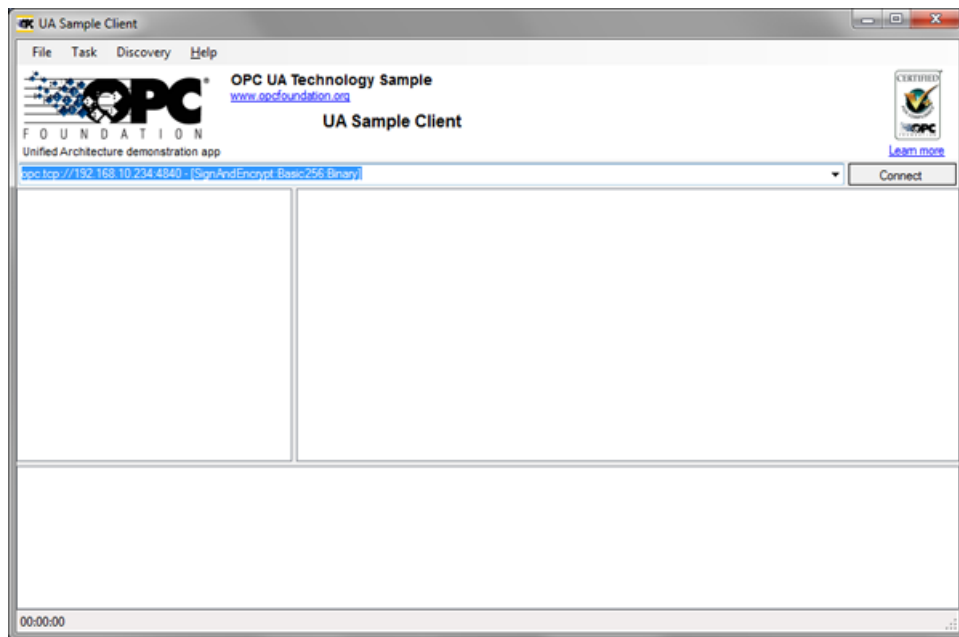 UA Sample Client
File Task Discovery Help
OPC
FOUNDATION
Unified Architecture demonstration app
OPC UA Technology Sample
www.opcfoundation.org
UA Sample Client
CERTIFIED
OPC
Learn more
opc.tcp://192.168.10.234:4840 - [SignAndEncrypt:Basic256:Binary]
Connect
00:00:00